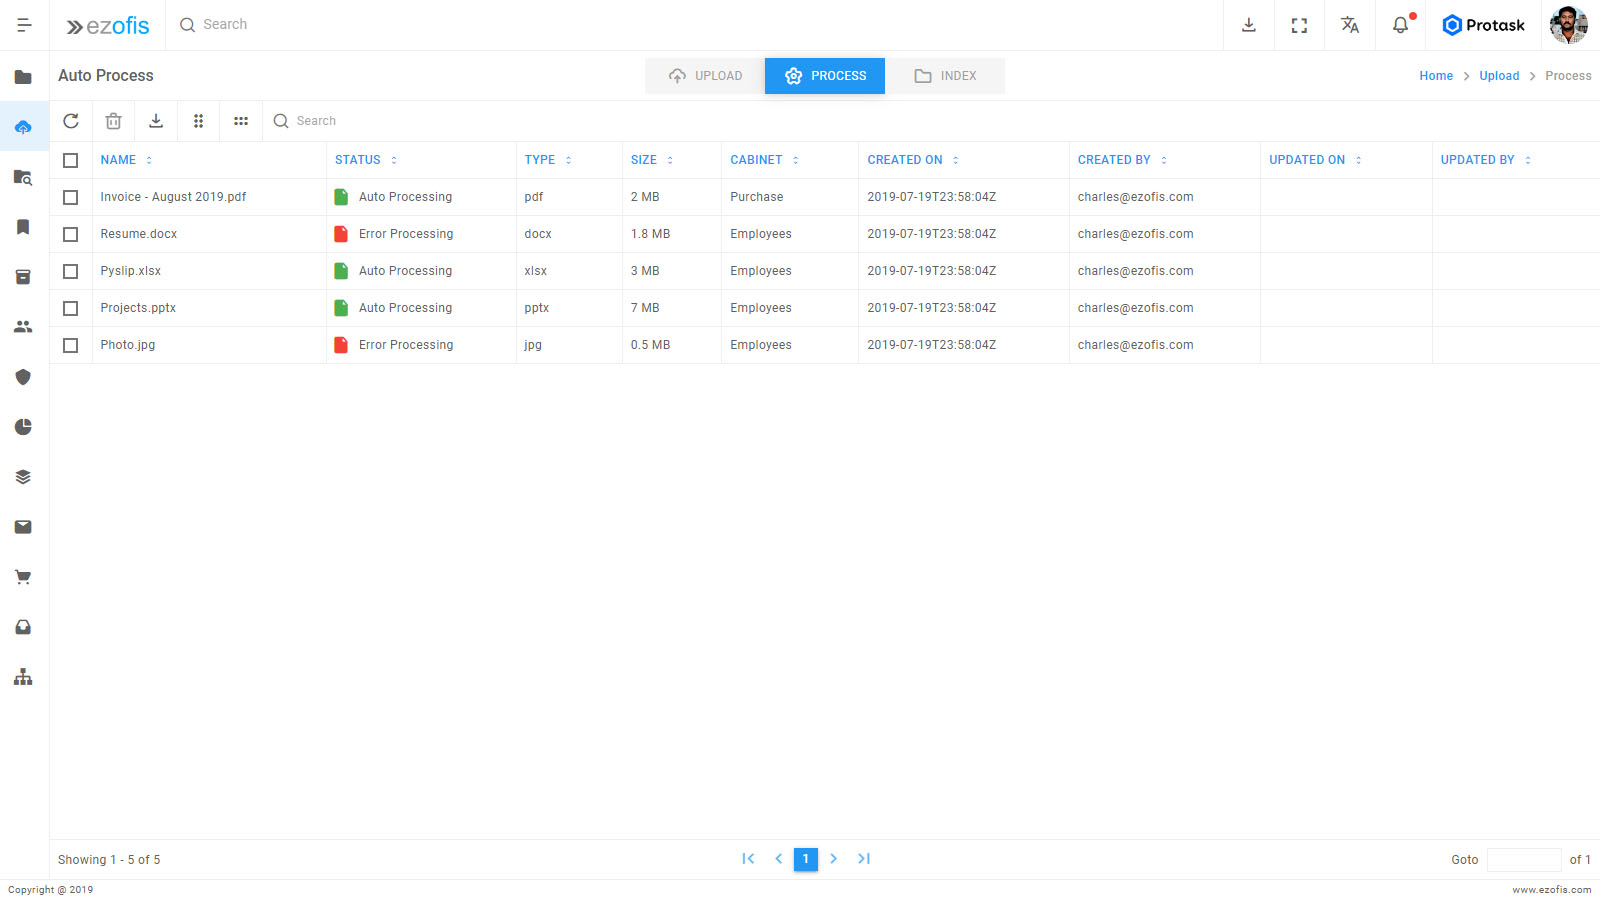 ezofis Search Protask
Auto Process UPLOAD PROCESS INDEX Home Upload Process
Search
NAME STATUS TYPE SIZE CABINET CREATED ON CREATED BY UPDATED ON UPDATED BY
Invoice - August 2019.pdf Auto Processing pdf 2 MB Purchase 2019-07-19T23:58:04Z charles@ezofis.com
Resume.docx Error Processing docx 1.8 MB Employees 2019-07-19T23:58:04Z charles@ezofis.com
Pyslip.xlsx Auto Processing xlsx 3 MB Employees 2019-07-19T23:58:04Z charles@ezofis.com
Projects.pptx Auto Processing pptx 7 MB Employees 2019-07-19T23:58:04Z charles@ezofis.com
Photo.jpg Error Processing jpg 0.5 MB Employees 2019-07-19T23:58:04Z charles@ezofis.com
Showing 1 - 5 of 5 1 Goto of 1
Copyright @ 2019 www.ezofis.com